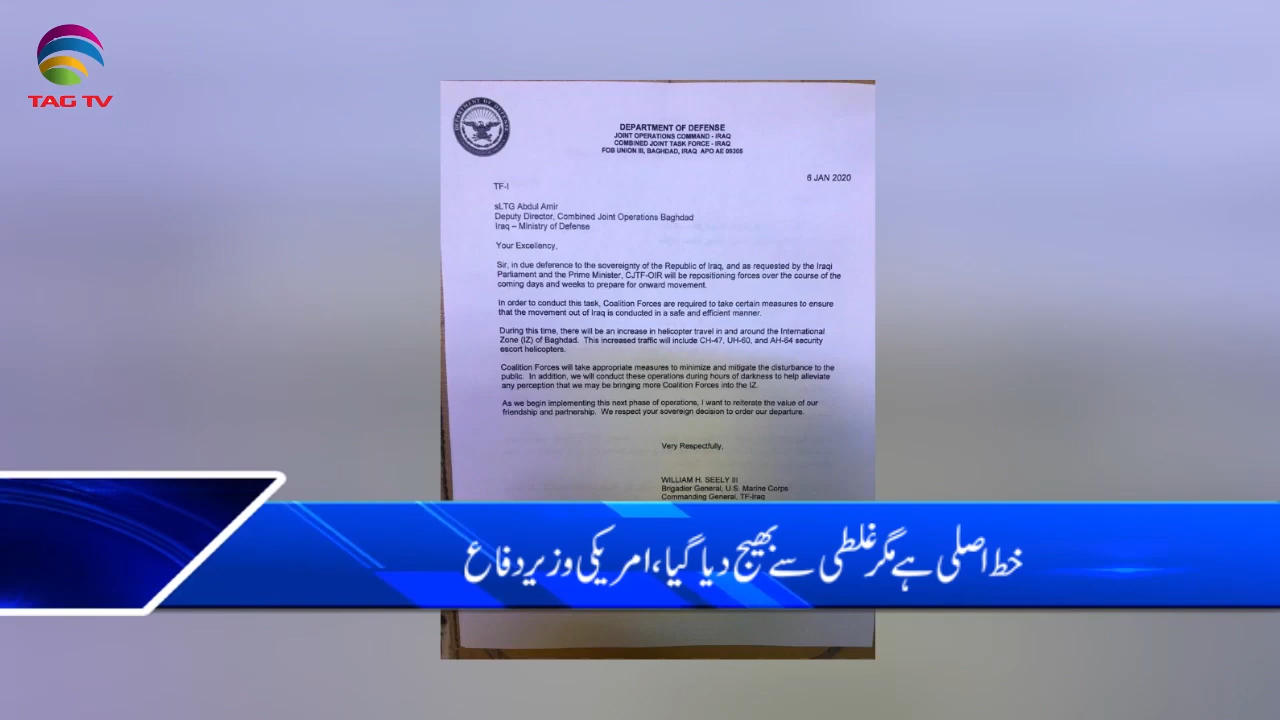 TAG TV
DEPARTMENT OF DEFENSE
JOINT OPERATIONS COMMAND - IRAQ
COMBINED JOINT TASK FORCE - IRAQ
FOB UNION III, BAGHDAD, IRAQ APO AE 09305
6 JAN 2020
TF-I
sLTG Abdul Amir
Deputy Director, Combined Joint Operations Baghdad
Iraq – Ministry of Defense
Your Excellency,
Sir, in due deference to the sovereignty of the Republic of Iraq, and as requested by the Iraqi
Parliament and the Prime Minister, CJTF-OIR will be repositioning forces over the course of the
coming days and weeks to prepare for onward movement.
In order to conduct this task, Coalition Forces are required to take certain measures to ensure
that the movement out of Iraq is conducted in a safe and efficient manner.
During this time, there will be an increase in helicopter travel in and around the International
Zone (IZ) of Baghdad. This increased traffic will include CH-47, UH-60, and AH-64 security
escort helicopters.
Coalition Forces will take appropriate measures to minimize and mitigate the disturbance to the
public. In addition, we will conduct these operations during hours of darkness to help alleviate
any perception that we may be bringing more Coalition Forces into the IZ.
As we begin implementing this next phase of operations, I want to reiterate the value of our
friendship and partnership. We respect your sovereign decision to order our departure.
Very Respectfully,
WILLIAM H. SEELY III
Brigadier General, U.S. Marine Corps
Commanding General, TF-Iraq
خط اصلی ہے مگر غلطی سے بھیج دیا گیا، امریکی وزیر دفاع